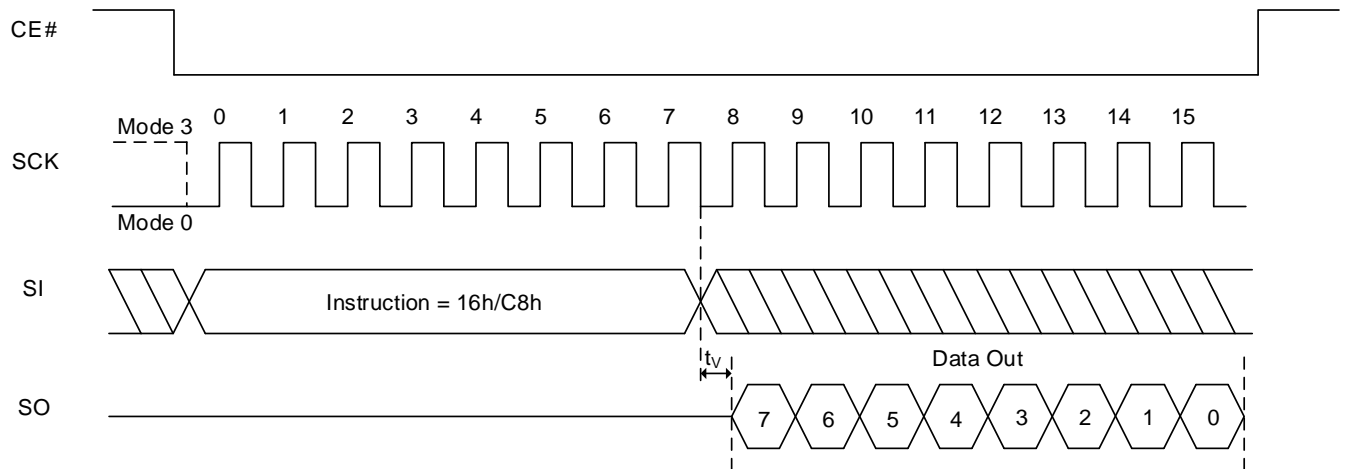 CE#
0 1 2 3 4 5 6 7 8 9 10 11 12 13 14 15
Mode 3
SCK
Mode 0
SI
Instruction = 16h/C8h
tV
Data Out
SO
7 6 5 4 3 2 1 0